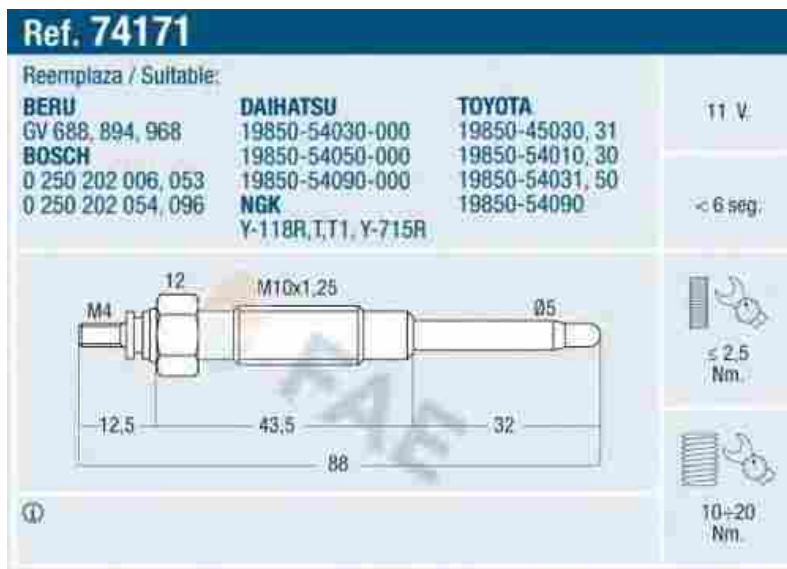 Ref. 74171
Reemplaza / Suitable:
BERU
GV 688, 894, 968
BOSCH
0 250 202 006, 053
0 250 202 054, 096
DAIHATSU
19850-54030-000
19850-54050-000
19850-54090-000
NGK
Y-118R,T,T1, Y-715R
TOYOTA
19850-45030, 31
19850-54010, 30
19850-54031, 50
19850-54090
11 V.
< 6 seg.
12
M10x1,25
M4
Ø5
12,5
43,5
32
88
FAE
≤ 2,5
Nm.
10÷20
Nm.